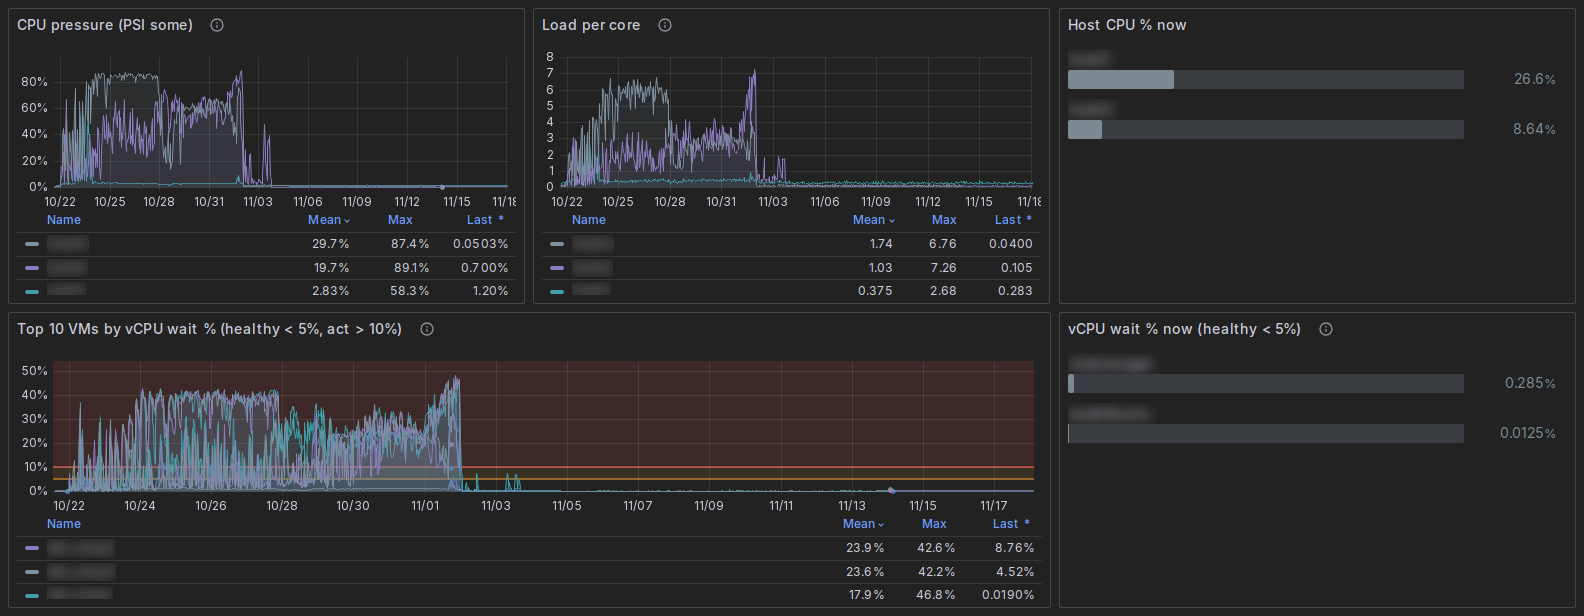 CPU pressure (PSI some)
80%
60%
40%
20%
0%
10/22 10/25 10/28 10/31 11/03 11/06 11/09 11/12 11/15 11/18
Name Mean Max Last *
29.7% 87.4% 0.0503%
19.7% 89.1% 0.700%
2.83% 58.3% 1.20%
Load per core
8
7
6
5
4
3
2
1
0
10/22 10/25 10/28 10/31 11/03 11/06 11/09 11/12 11/15 11/18
Name Mean Max Last *
1.74 6.76 0.0400
1.03 7.26 0.105
0.375 2.68 0.283
Host CPU % now
26.6%
8.64%
Top 10 VMs by vCPU wait % (healthy < 5%, act > 10%)
50%
40%
30%
20%
10%
0%
10/22 10/24 10/26 10/28 10/30 11/01 11/03 11/05 11/07 11/09 11/11 11/13 11/15 11/17
Name Mean Max Last *
23.9% 42.6% 8.76%
23.6% 42.2% 4.52%
17.9% 46.8% 0.0190%
vCPU wait % now (healthy < 5%)
0.285%
0.0125%